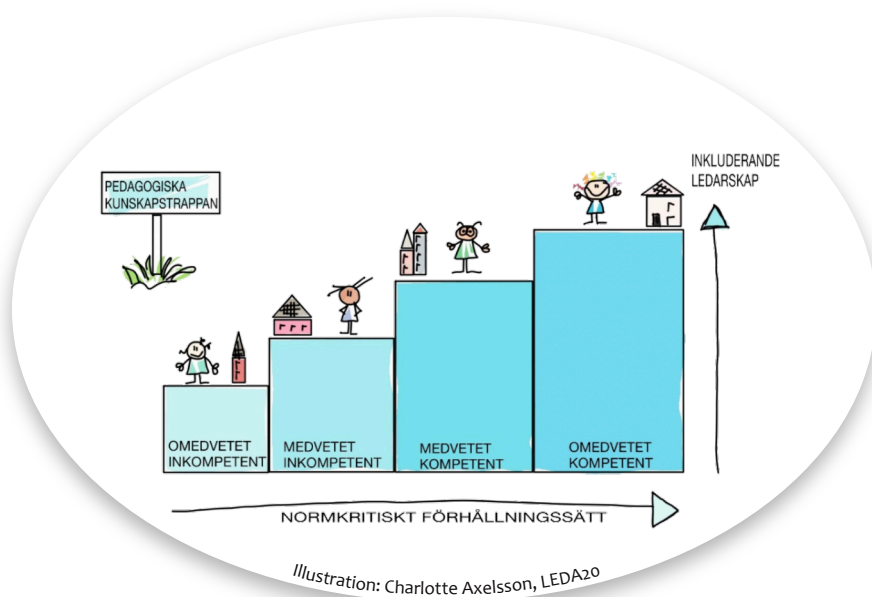 PEDAGOGISKA
KUNSKAPSTRAPPAN
INKLUDERANDE
LEDARSKAP
OMEDVETET
INKOMPETENT
MEDVETET
INKOMPETENT
MEDVETET
KOMPETENT
OMEDVETET
KOMPETENT
NORMKRITISKT FÖRHÅLLNINGSSÄTT
Illustration: Charlotte Axelsson, LEDA20